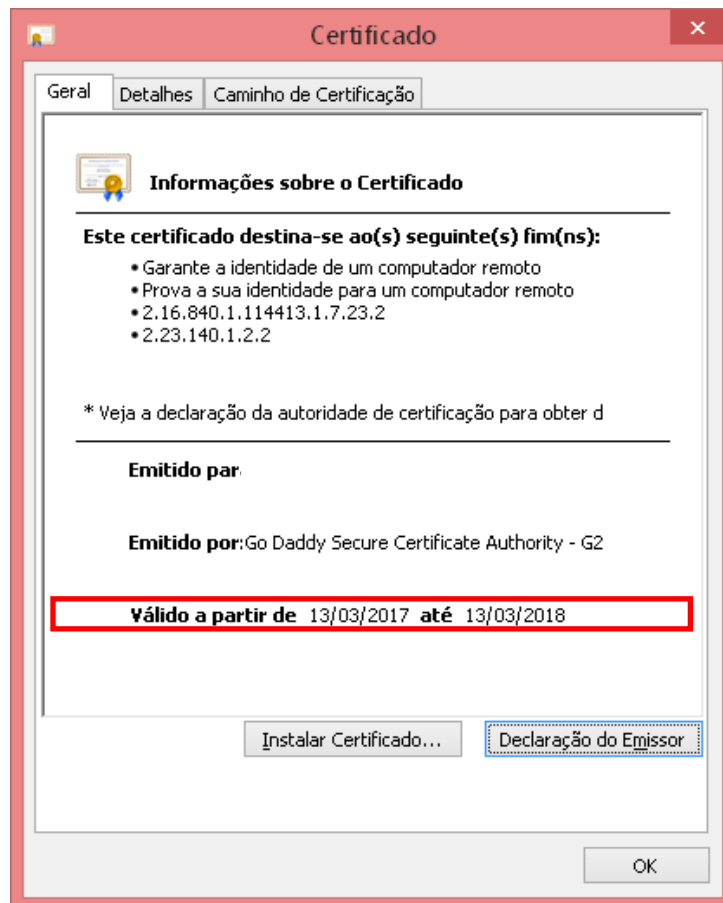 Certificado
Geral Detalhes Caminho de Certificação
Informações sobre o Certificado
Este certificado destina-se ao(s) seguinte(s) fim(ns):
• Garante a identidade de um computador remoto
• Prova a sua identidade para um computador remoto
• 2.16.840.1.114413.1.7.23.2
• 2.23.140.1.2.2
* Veja a declaração da autoridade de certificação para obter d
Emitido par
Emitido por:Go Daddy Secure Certificate Authority - G2
Válido a partir de 13/03/2017 até 13/03/2018
Instalar Certificado... Declaração do Emissor
OK